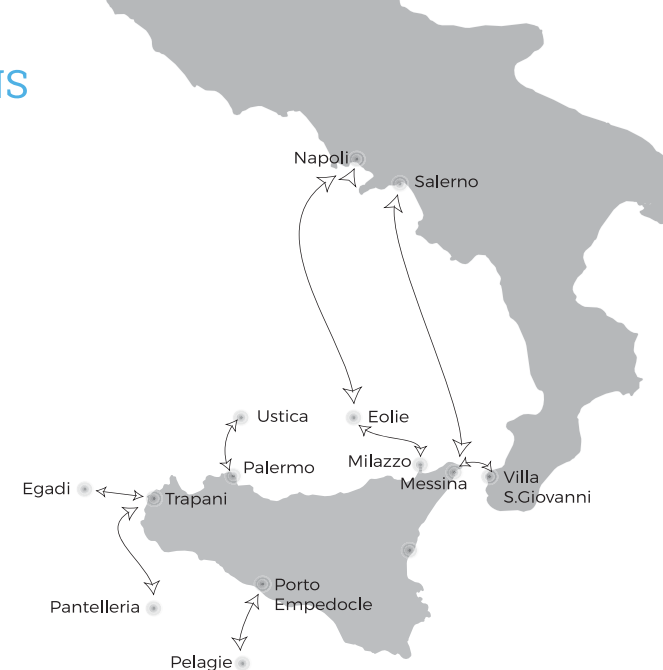 Napoli
Salerno
Ustica
Eolie
Palermo
Milazzo
Messina
Villa
S.Giovanni
Egadi
Trapani
Porto
Empedocle
Pantelleria
Pelagie